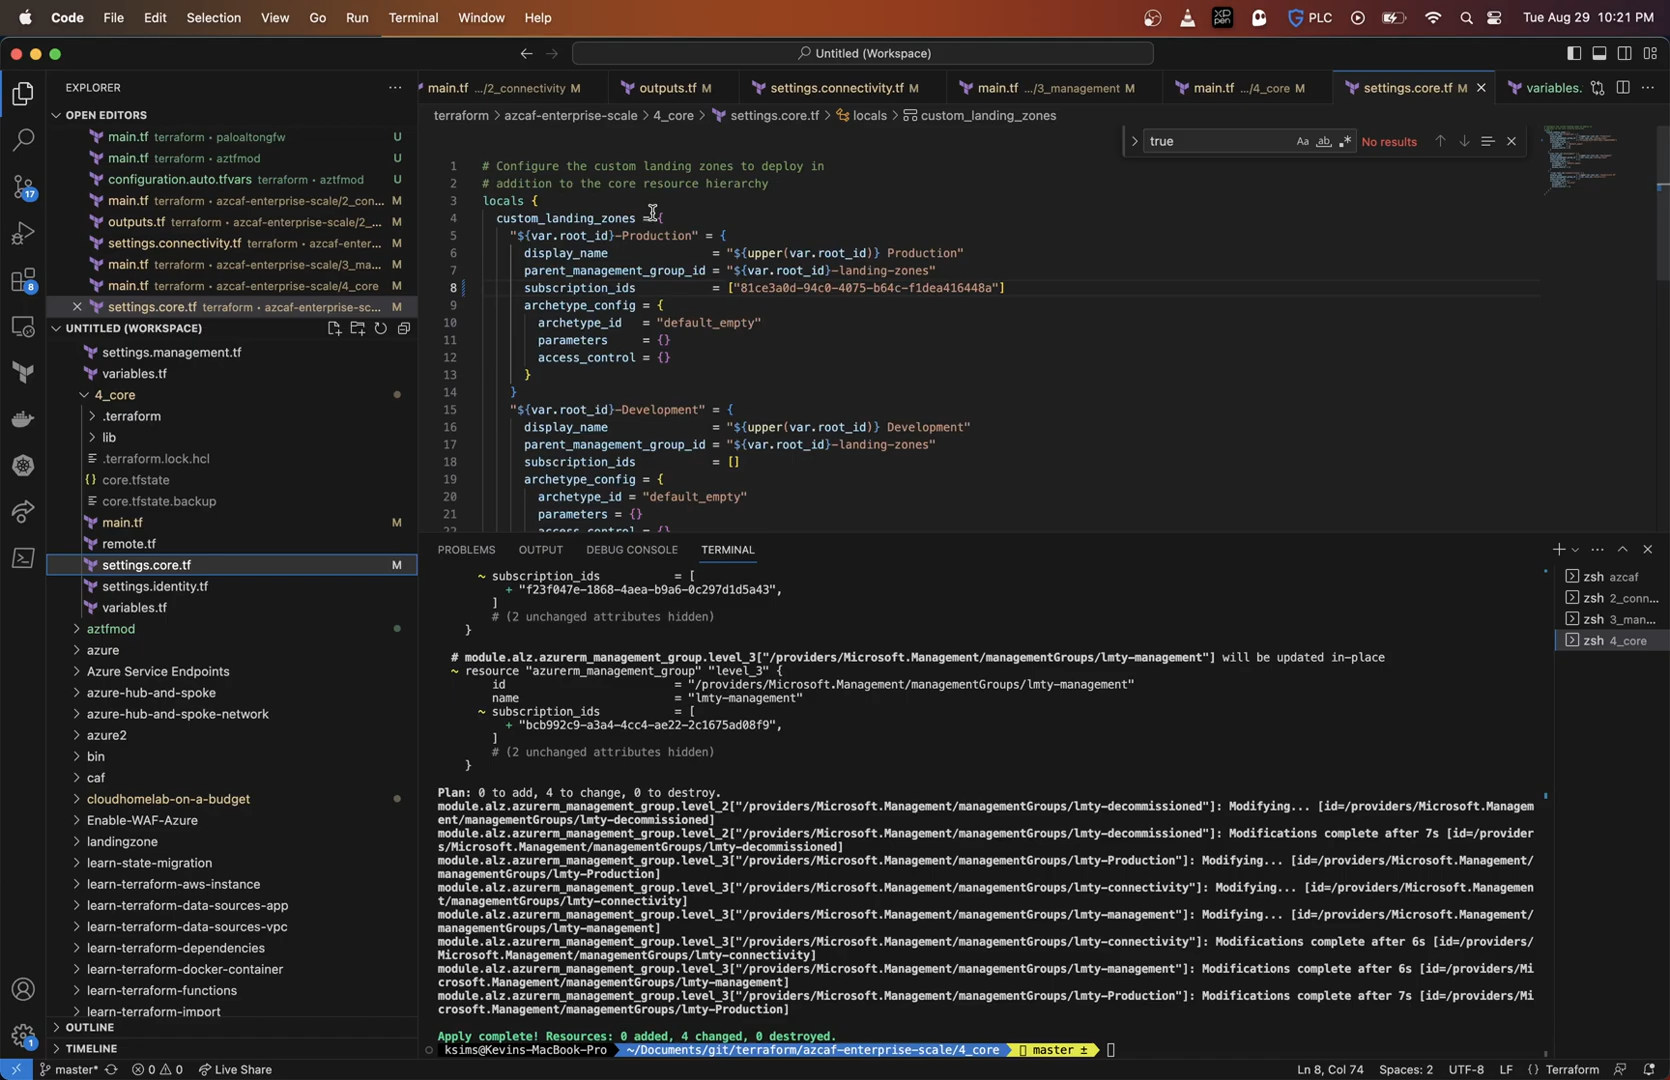 Code File Edit Selection View Go Run Terminal Window Help
PLC Tue Aug 29 10:21 PM
Untitled (Workspace)
EXPLORER
OPEN EDITORS
main.tf terraform • paloaltongfw U
main.tf terraform • aztfmod U
configuration.auto.tfvars terraform • aztfmod U
main.tf terraform • azcaf-enterprise-scale/2_con... M
outputs.tf terraform • azcaf-enterprise-scale/2_... M
settings.connectivity.tf terraform • azcaf-enter... M
main.tf terraform • azcaf-enterprise-scale/3_ma... M
main.tf terraform • azcaf-enterprise-scale/4_core M
settings.core.tf terraform • azcaf-enterprise-sc... M
UNTITLED (WORKSPACE)
settings.management.tf
variables.tf
4_core
.terraform
lib
.terraform.lock.hcl
{} core.tfstate
core.tfstate.backup
main.tf M
remote.tf
settings.core.tf M
settings.identity.tf
variables.tf
aztfmod
azure
Azure Service Endpoints
azure-hub-and-spoke
azure-hub-and-spoke-network
azure2
bin
caf
cloudhomelab-on-a-budget
Enable-WAF-Azure
landingzone
learn-state-migration
learn-terraform-aws-instance
learn-terraform-data-sources-app
learn-terraform-data-sources-vpc
learn-terraform-dependencies
learn-terraform-docker-container
learn-terraform-functions
learn-terraform-import
OUTLINE
TIMELINE
17
8
1
main.tf .../2_connectivity M
outputs.tf M
settings.connectivity.tf M
main.tf .../3_management M
main.tf .../4_core M
settings.core.tf M
variables.
terraform > azcaf-enterprise-scale > 4_core > settings.core.tf > locals > custom_landing_zones
true Aa ab No results
1 # Configure the custom landing zones to deploy in
2 # addition to the core resource hierarchy
3 locals {
4 custom_landing_zones = {
5 "${var.root_id}-Production" = {
6 display_name = "${upper(var.root_id)} Production"
7 parent_management_group_id = "${var.root_id}-landing-zones"
8 subscription_ids = ["81ce3a0d-94c0-4075-b64c-f1dea416448a"]
9 archetype_config = {
10 archetype_id = "default_empty"
11 parameters = {}
12 access_control = {}
13 }
14 }
15 "${var.root_id}-Development" = {
16 display_name = "${upper(var.root_id)} Development"
17 parent_management_group_id = "${var.root_id}-landing-zones"
18 subscription_ids = []
19 archetype_config = {
20 archetype_id = "default_empty"
21 parameters = {}
22 access_control = {}
PROBLEMS OUTPUT DEBUG CONSOLE TERMINAL
~ subscription_ids = [
+ "f23f047e-1868-4aea-b9a6-0c297d1d5a43",
]
# (2 unchanged attributes hidden)
}
# module.alz.azurerm_management_group.level_3["/providers/Microsoft.Management/managementGroups/lmty-management"] will be updated in-place
~ resource "azurerm_management_group" "level_3" {
id = "/providers/Microsoft.Management/managementGroups/lmty-management"
name = "lmty-management"
~ subscription_ids = [
+ "bcb992c9-a3a4-4cc4-ae22-2c1675ad08f9",
]
# (2 unchanged attributes hidden)
}
Plan: 0 to add, 4 to change, 0 to destroy.
module.alz.azurerm_management_group.level_2["/providers/Microsoft.Management/managementGroups/lmty-decommissioned"]: Modifying... [id=/providers/Microsoft.Managem
ent/managementGroups/lmty-decommissioned]
module.alz.azurerm_management_group.level_2["/providers/Microsoft.Management/managementGroups/lmty-decommissioned"]: Modifications complete after 7s [id=/provider
s/Microsoft.Management/managementGroups/lmty-decommissioned]
module.alz.azurerm_management_group.level_3["/providers/Microsoft.Management/managementGroups/lmty-Production"]: Modifying... [id=/providers/Microsoft.Management/
managementGroups/lmty-Production]
module.alz.azurerm_management_group.level_3["/providers/Microsoft.Management/managementGroups/lmty-connectivity"]: Modifying... [id=/providers/Microsoft.Managemen
t/managementGroups/lmty-connectivity]
module.alz.azurerm_management_group.level_3["/providers/Microsoft.Management/managementGroups/lmty-management"]: Modifying... [id=/providers/Microsoft.Management/
managementGroups/lmty-management]
module.alz.azurerm_management_group.level_3["/providers/Microsoft.Management/managementGroups/lmty-connectivity"]: Modifications complete after 6s [id=/providers/
Microsoft.Management/managementGroups/lmty-connectivity]
module.alz.azurerm_management_group.level_3["/providers/Microsoft.Management/managementGroups/lmty-management"]: Modifications complete after 6s [id=/providers/Mi
crosoft.Management/managementGroups/lmty-management]
module.alz.azurerm_management_group.level_3["/providers/Microsoft.Management/managementGroups/lmty-Production"]: Modifications complete after 7s [id=/providers/Mi
crosoft.Management/managementGroups/lmty-Production]
Apply complete! Resources: 0 added, 4 changed, 0 destroyed.
ksims@Kevins-MacBook-Pro ~/Documents/git/terraform/azcaf-enterprise-scale/4_core master ±
zsh azcaf
zsh 2_conn...
zsh 3_man...
zsh 4_core
master* 0 0 Live Share Ln 8, Col 74 Spaces: 2 UTF-8 LF {} Terraform